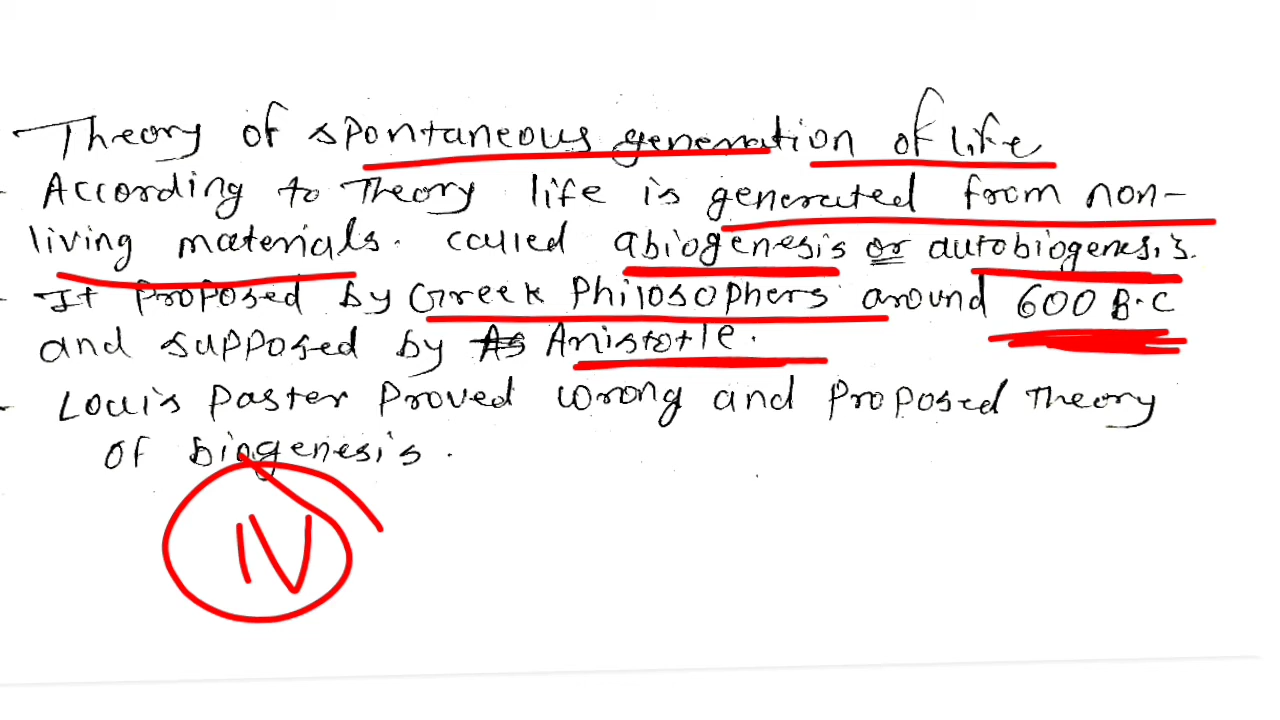 Theory of spontaneous generation of life
- According to Theory life is generated from non-
living materials. called abiogenesis or autobiogenesis.
- It proposed by Greek Philosophers around 600 B.C
and supposed by As Aristotle.
- Louis Paster Proved wrong and proposed Theory
of biogenesis.
IV